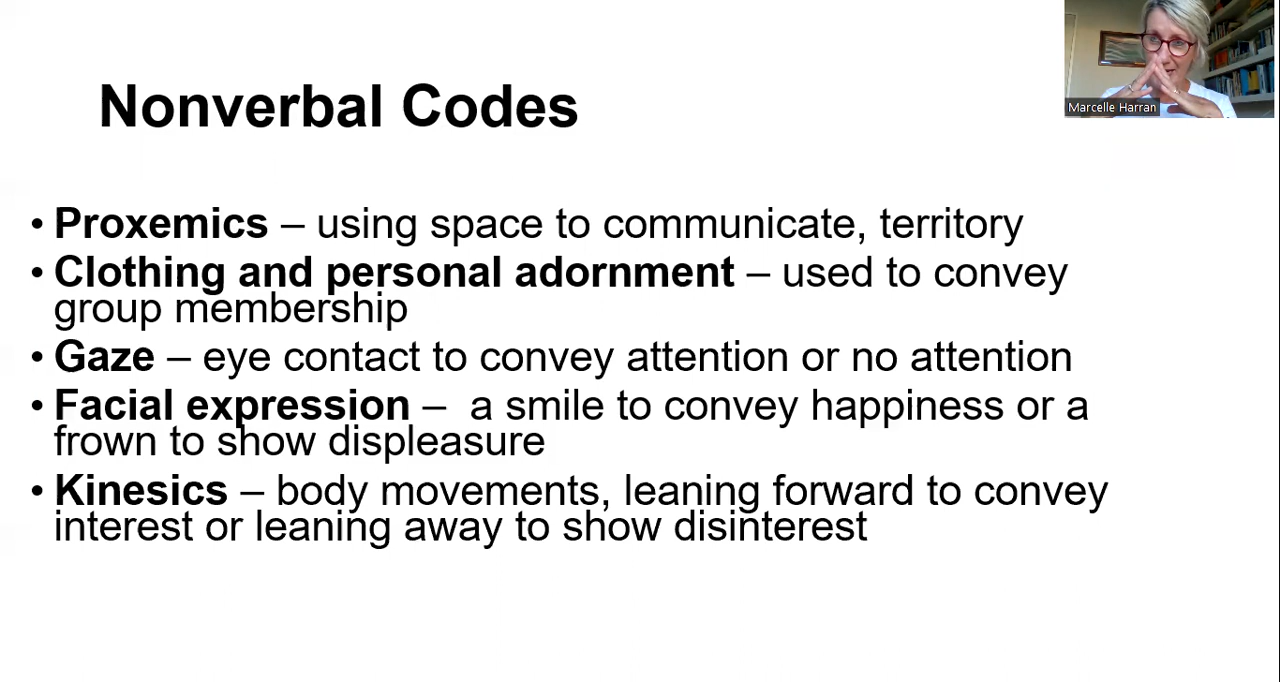 Marcelle Harran
Nonverbal Codes
• Proxemics – using space to communicate, territory
• Clothing and personal adornment – used to convey
group membership
• Gaze – eye contact to convey attention or no attention
• Facial expression – a smile to convey happiness or a
frown to show displeasure
• Kinesics – body movements, leaning forward to convey
interest or leaning away to show disinterest